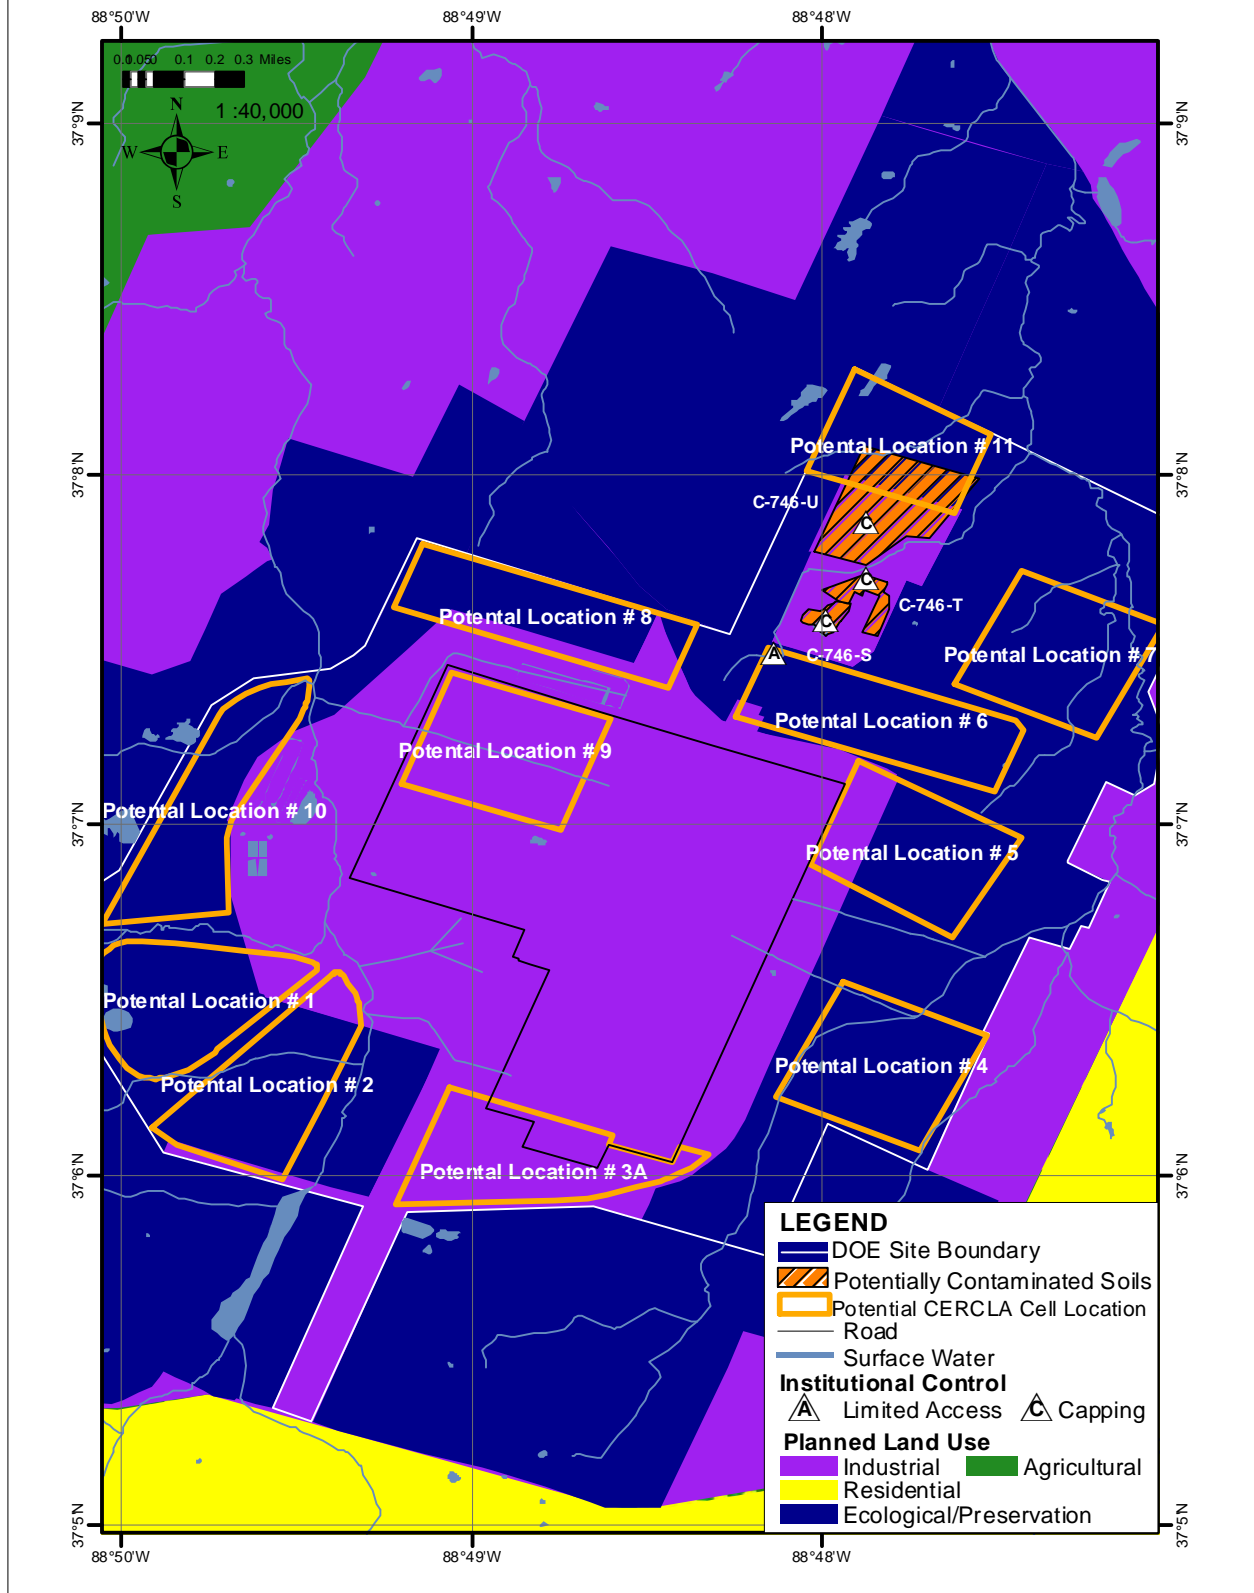 88°50'W 88°49'W 88°48'W
0.1 0.05 0 0.1 0.2 0.3 Miles
1 :40,000
N
W E
S
37°9'N 37°9'N
Potental Location # 11
37°8'N 37°8'N
C-746-U
C
C
C-746-T
Potental Location # 8
C
A
C-746-S
Potental Location # 7
Potental Location # 6
Potental Location # 9
Potental Location # 10
37°7'N 37°7'N
Potental Location # 5
Potental Location # 1
Potental Location # 4
Potental Location # 2
Potental Location # 3A
37°6'N 37°6'N
LEGEND
DOE Site Boundary
Potentially Contaminated Soils
Potential CERCLA Cell Location
Road
Surface Water
Institutional Control
A Limited Access C Capping
Planned Land Use
Industrial Agricultural
Residential
Ecological/Preservation
37°5'N 37°5'N
88°50'W 88°49'W 88°48'W